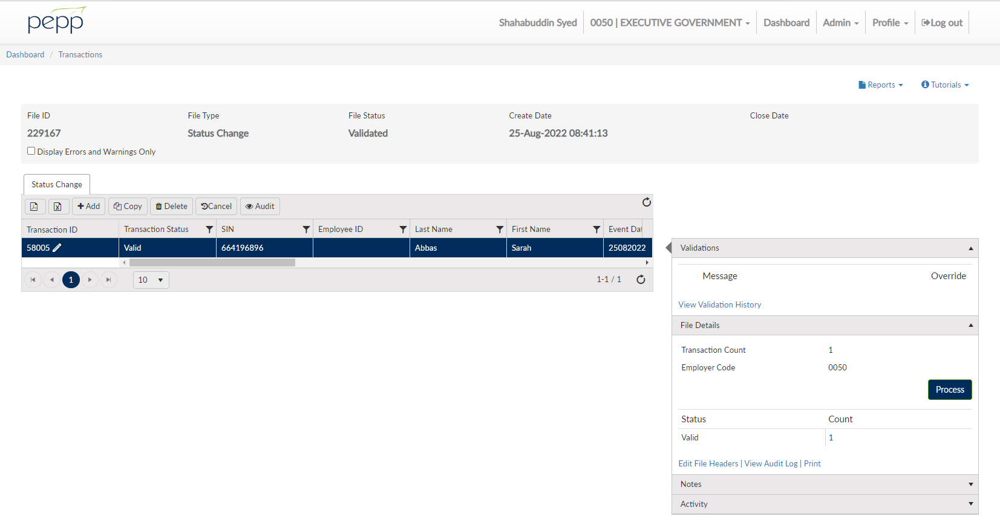 pepp
Shahabuddin Syed 0050 | EXECUTIVE GOVERNMENT Dashboard Admin Profile Log out
Dashboard / Transactions
Reports Tutorials
File ID File Type File Status Create Date Close Date
229167 Status Change Validated 25-Aug-2022 08:41:13
Display Errors and Warnings Only
Status Change
Add Copy Delete Cancel Audit
Transaction ID Transaction Status SIN Employee ID Last Name First Name Event Dat
58005 Valid 664196896 Abbas Sarah 25082022
1 10 1-1 / 1
Validations
Message Override
View Validation History
File Details
Transaction Count 1
Employer Code 0050
Process
Status Count
Valid 1
Edit File Headers | View Audit Log | Print
Notes
Activity